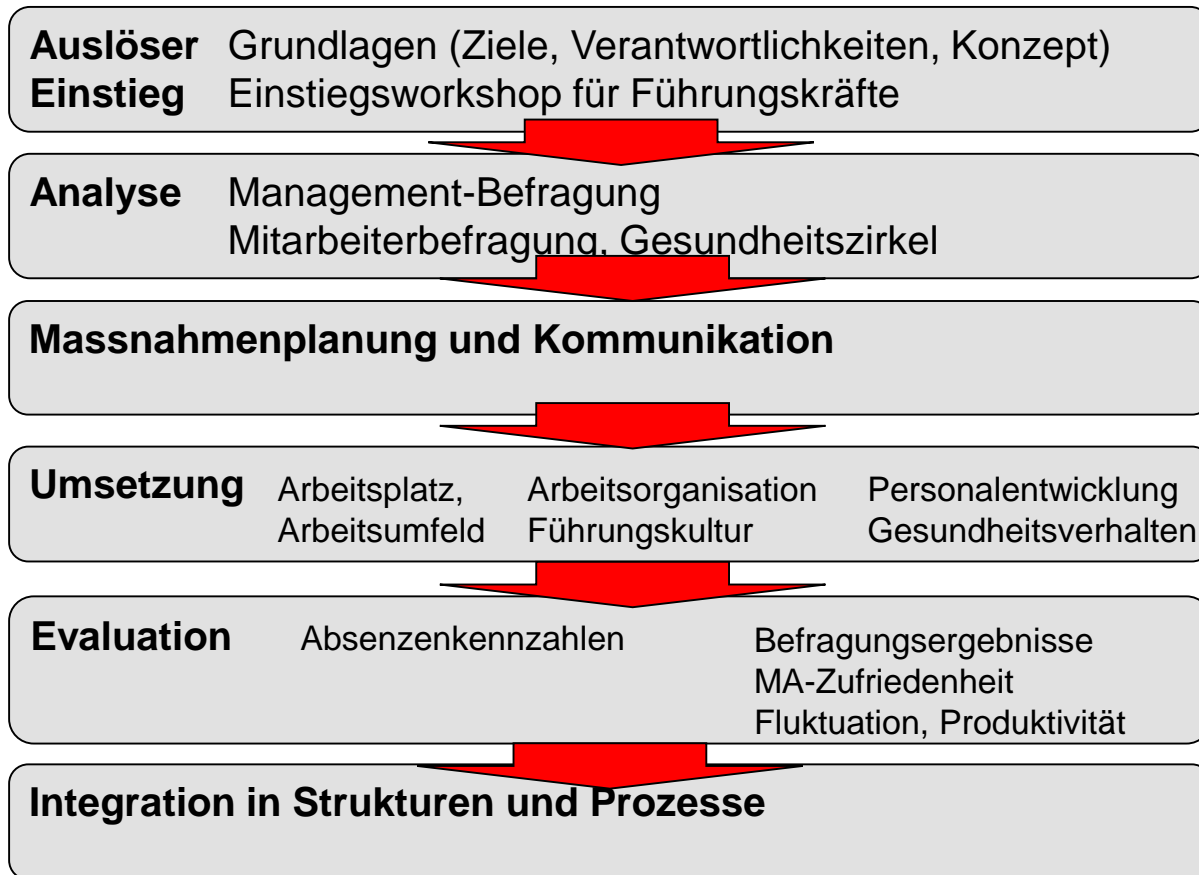 Auslöser Grundlagen (Ziele, Verantwortlichkeiten, Konzept)
Einstieg Einstiegsworkshop für Führungskräfte
Analyse Management-Befragung
Mitarbeiterbefragung, Gesundheitszirkel
Massnahmenplanung und Kommunikation
Umsetzung Arbeitsplatz, Arbeitsorganisation Personalentwicklung
Arbeitsumfeld Führungskultur Gesundheitsverhalten
Evaluation Absenzenkennzahlen Befragungsergebnisse
MA-Zufriedenheit
Fluktuation, Produktivität
Integration in Strukturen und Prozesse